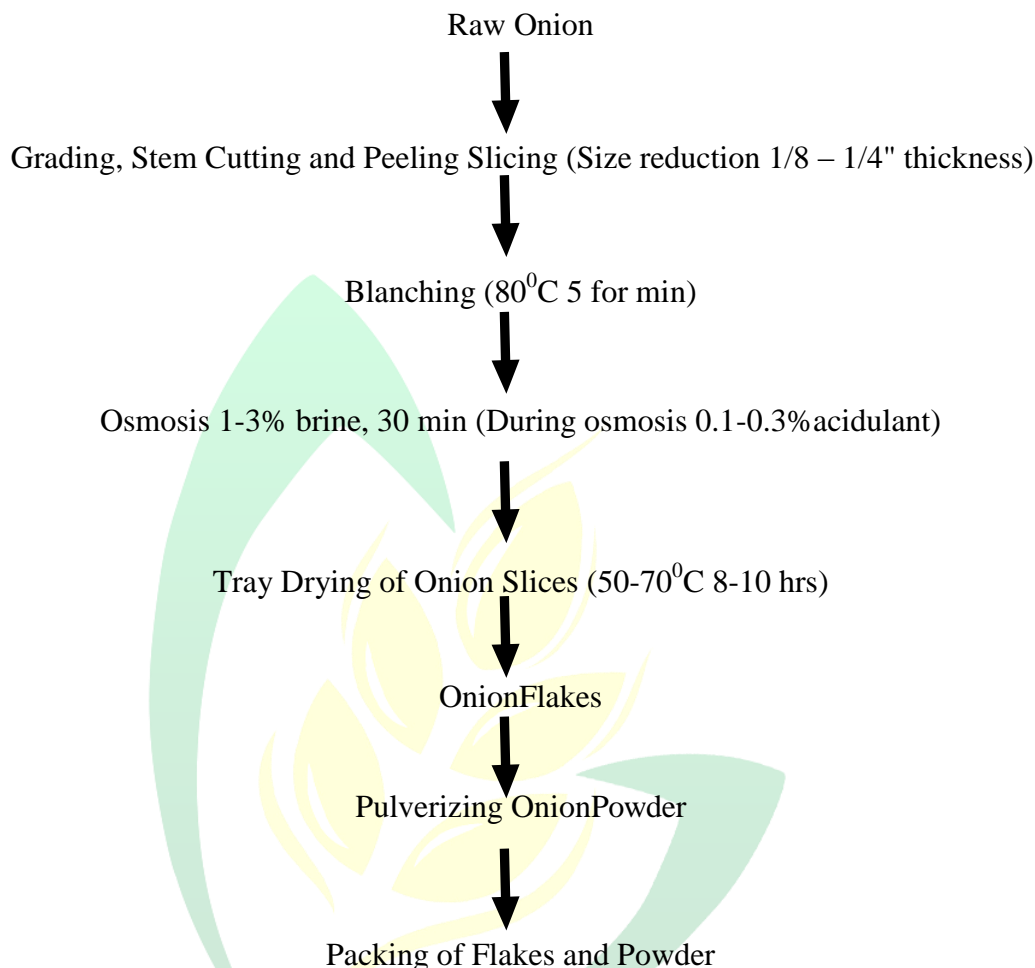 Raw Onion
Grading, Stem Cutting and Peeling Slicing (Size reduction 1/8 – 1/4" thickness)
Blanching (80⁰C 5 for min)
Osmosis 1-3% brine, 30 min (During osmosis 0.1-0.3%acidulant)
Tray Drying of Onion Slices (50-70⁰C 8-10 hrs)
OnionFlakes
Pulverizing OnionPowder
Packing of Flakes and Powder